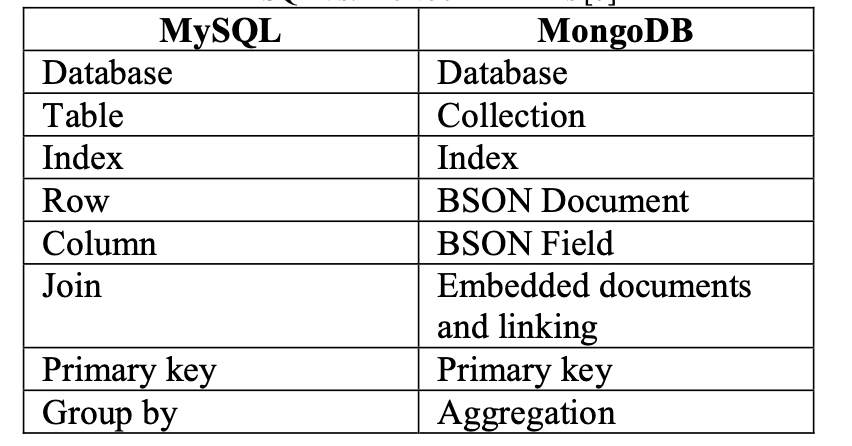 MySQL MongoDB
Database Database
Table Collection
Index Index
Row BSON Document
Column BSON Field
Join Embedded documents
and linking
Primary key Primary key
Group by Aggregation